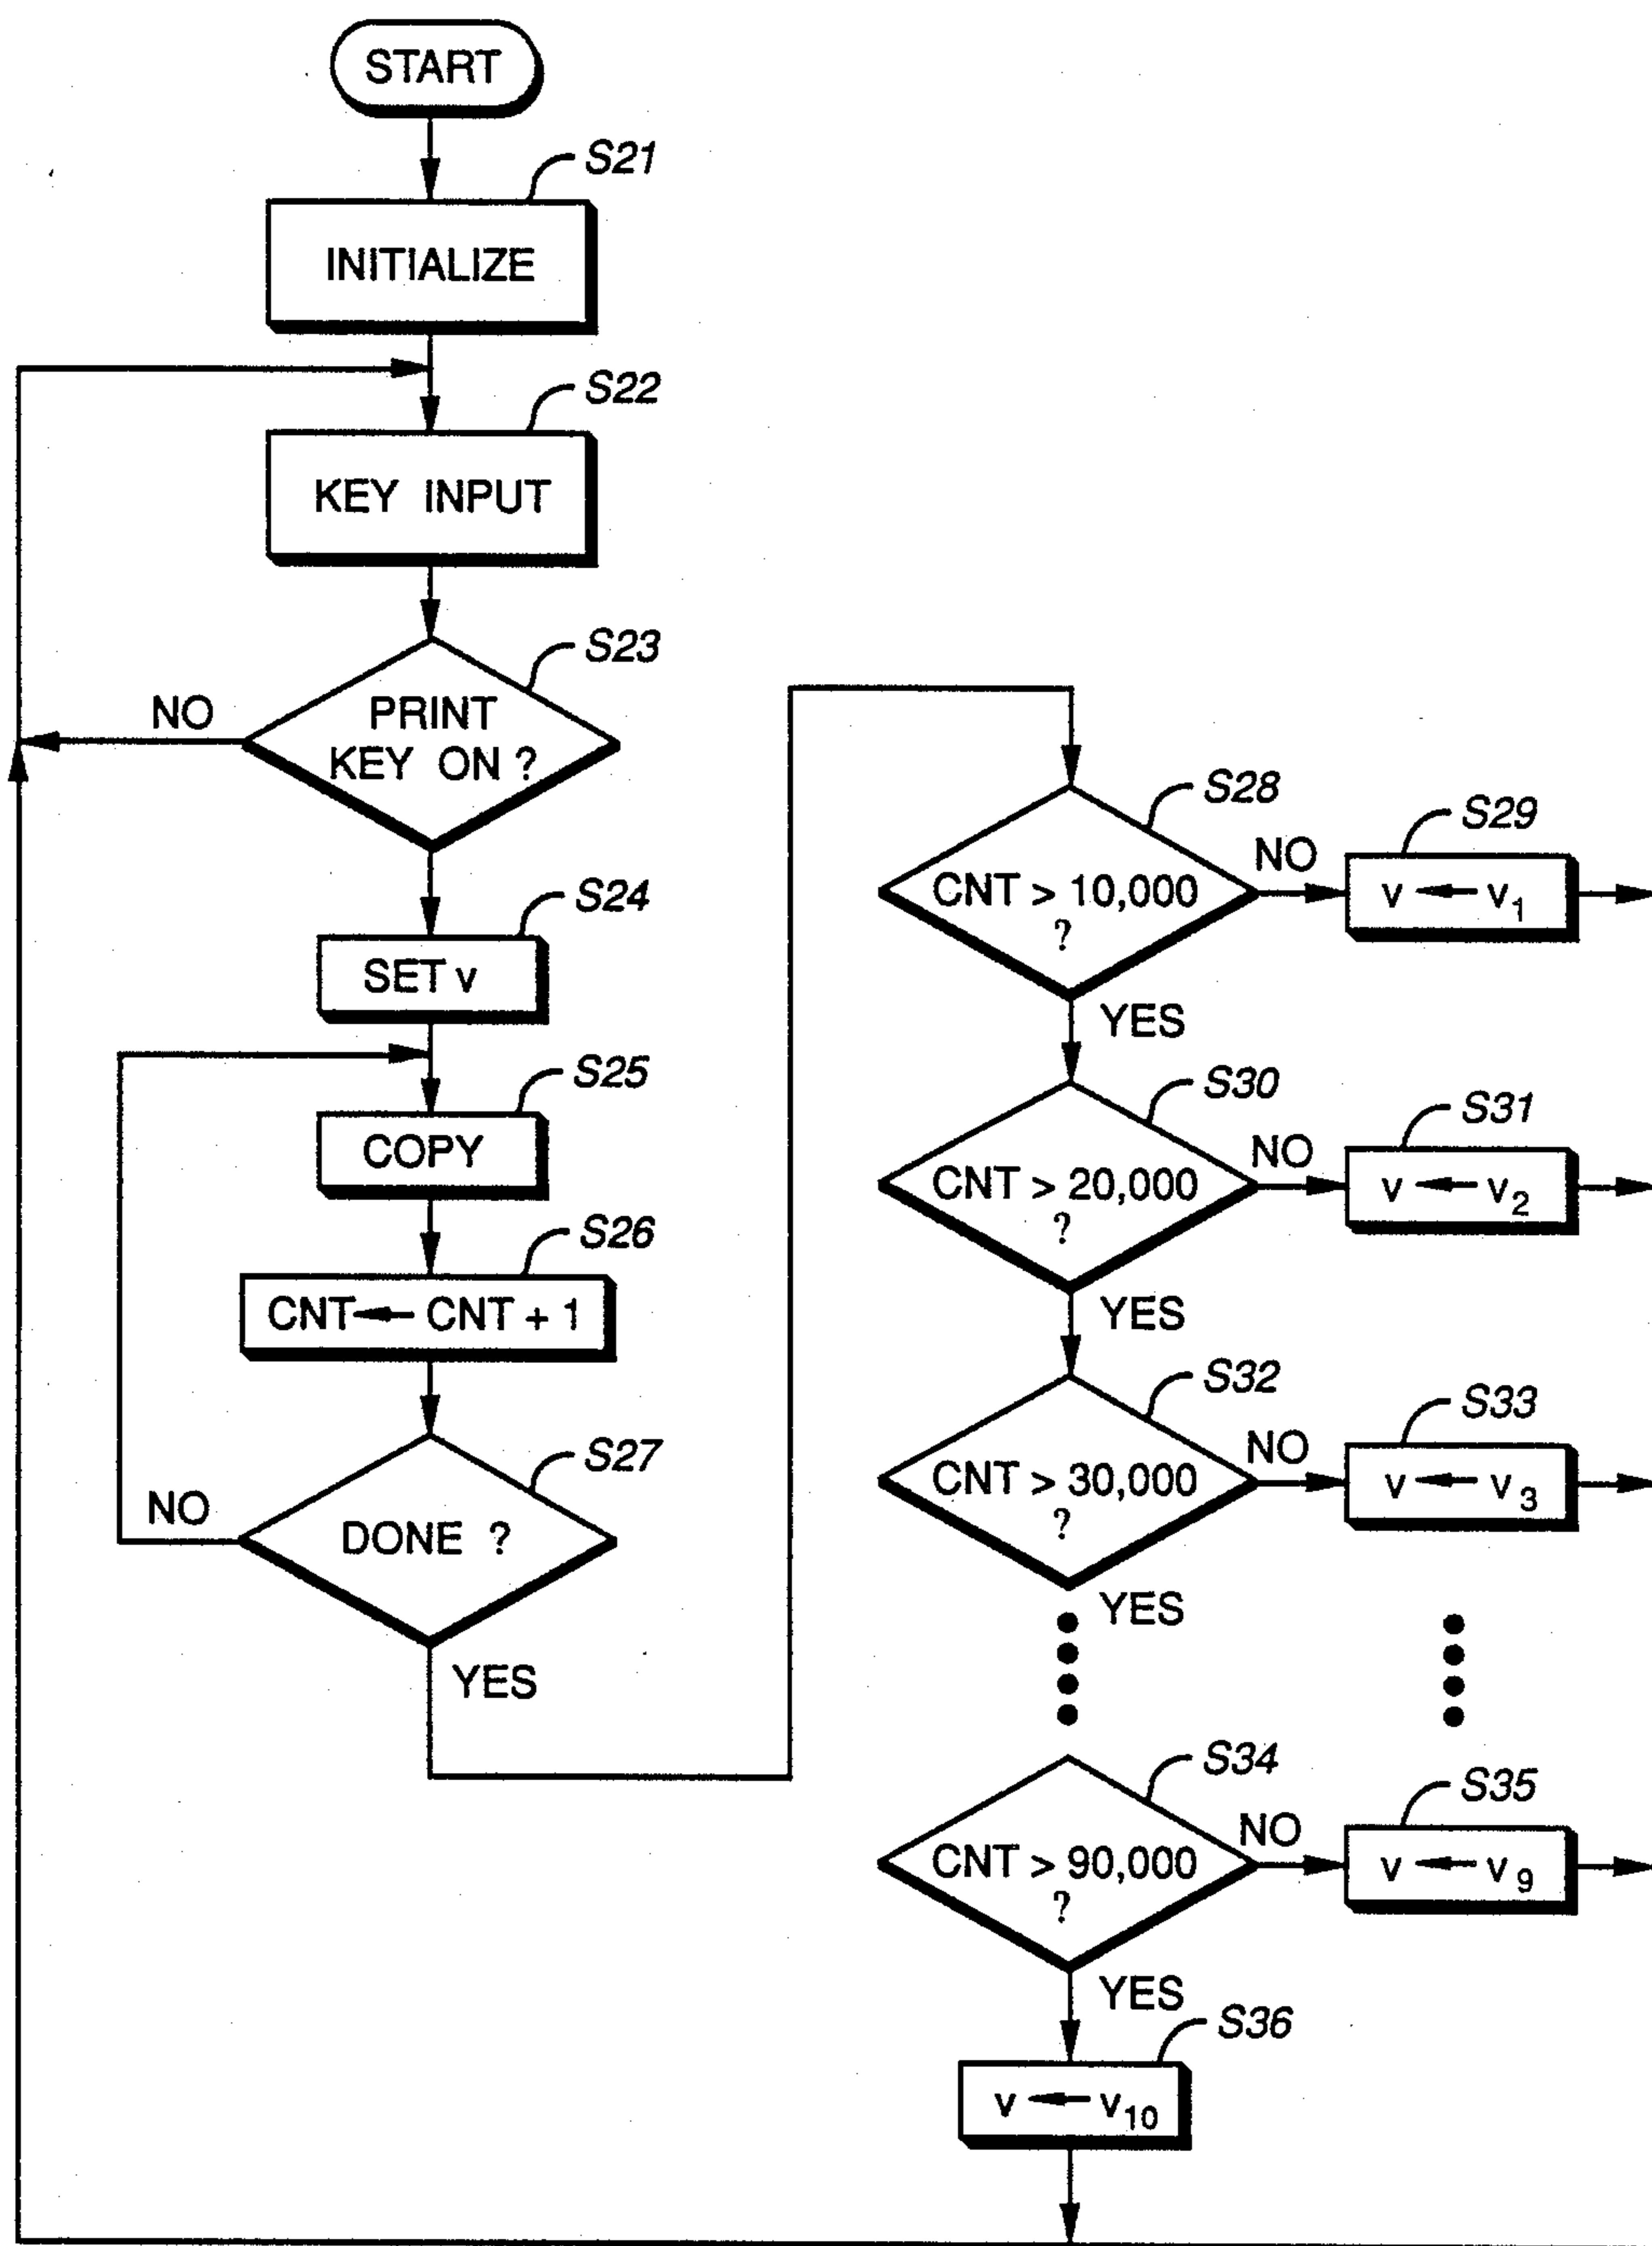 START
S21
INITIALIZE
S22
KEY INPUT
S23
PRINT
KEY ON ?
NO
S24
SET v
S25
COPY
S26
CNT ← CNT + 1
S27
DONE ?
NO
YES
S28
CNT > 10,000
?
NO
S29
v ← v1
YES
S30
CNT > 20,000
?
NO
S31
v ← v2
YES
S32
CNT > 30,000
?
NO
S33
v ← v3
YES
S34
CNT > 90,000
?
NO
S35
v ← v9
YES
S36
v ← v10